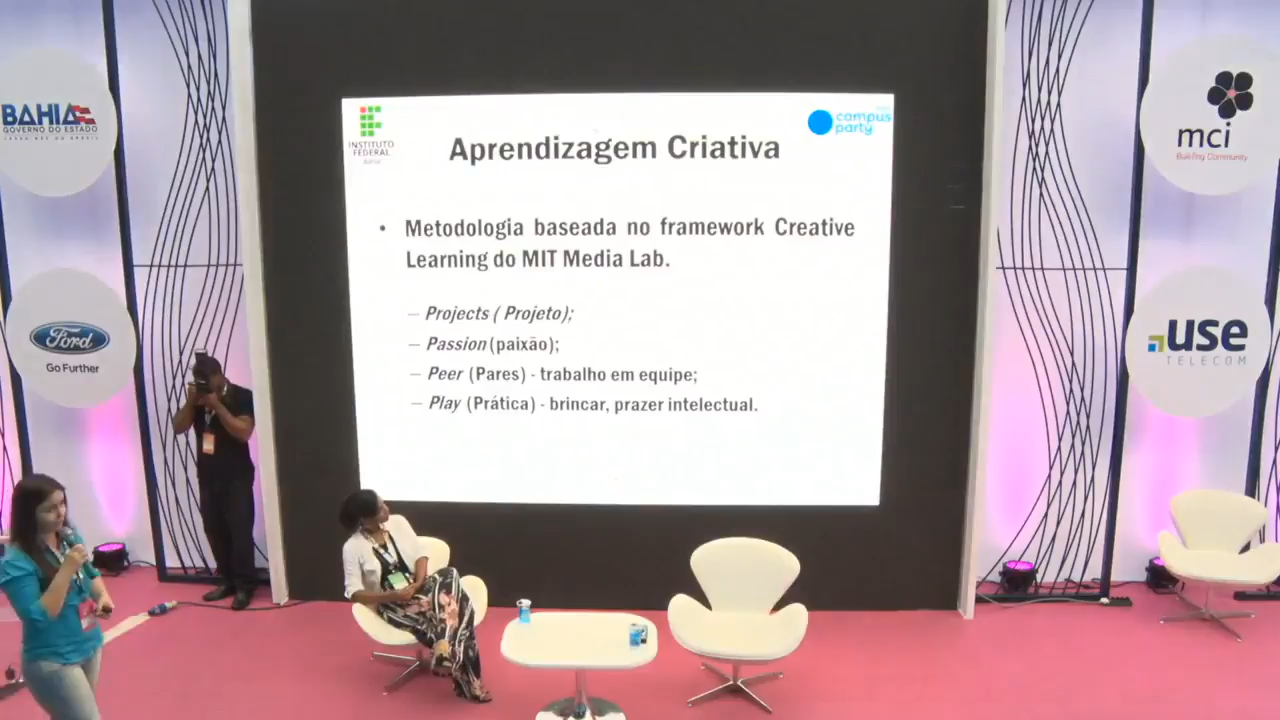 BAHIA
GOVERNO DO ESTADO
Ford
Go Further
INSTITUTO
FEDERAL
campus
party
Aprendizagem Criativa
• Metodologia baseada no framework Creative
Learning do MIT Media Lab.
– Projects ( Projeto);
– Passion (paixão);
– Peer (Pares) - trabalho em equipe;
– Play (Prática) - brincar, prazer intelectual.
mci
Building Community
use
TELECOM